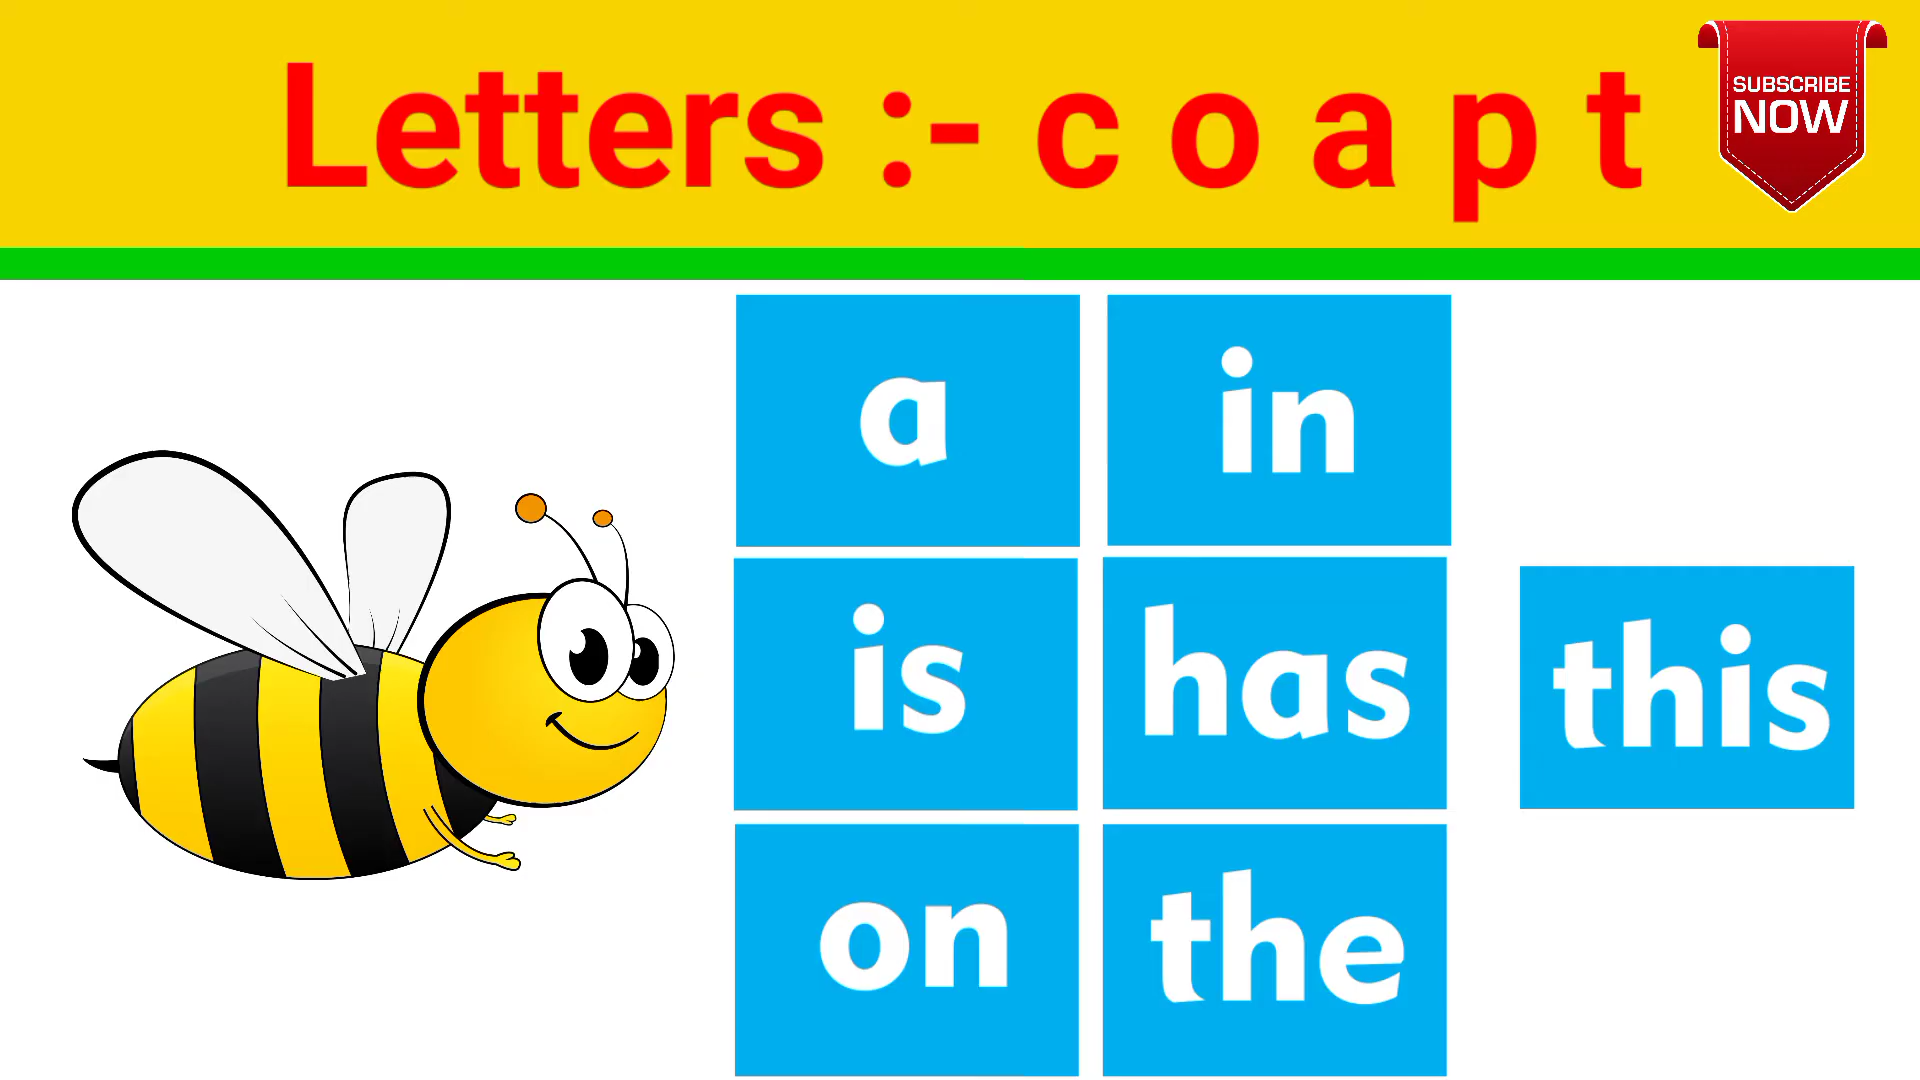 Letters :- c o a p t
SUBSCRIBE
NOW
a in
is has this
on the